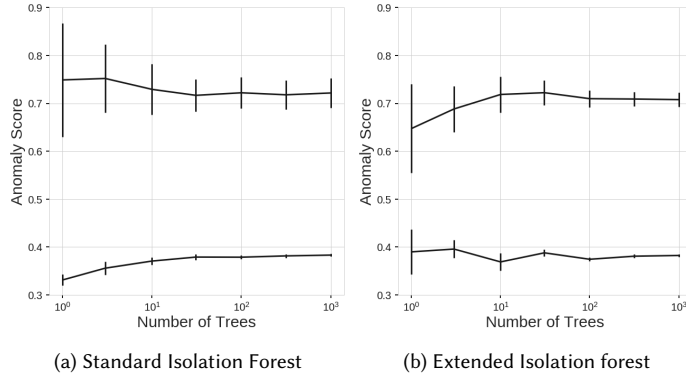 0.9
0.8
0.7
0.6
0.5
0.4
0.3
Anomaly Score
10⁰ 10¹ 10² 10³
Number of Trees
(a) Standard Isolation Forest
0.9
0.8
0.7
0.6
0.5
0.4
0.3
Anomaly Score
10⁰ 10¹ 10² 10³
Number of Trees
(b) Extended Isolation forest